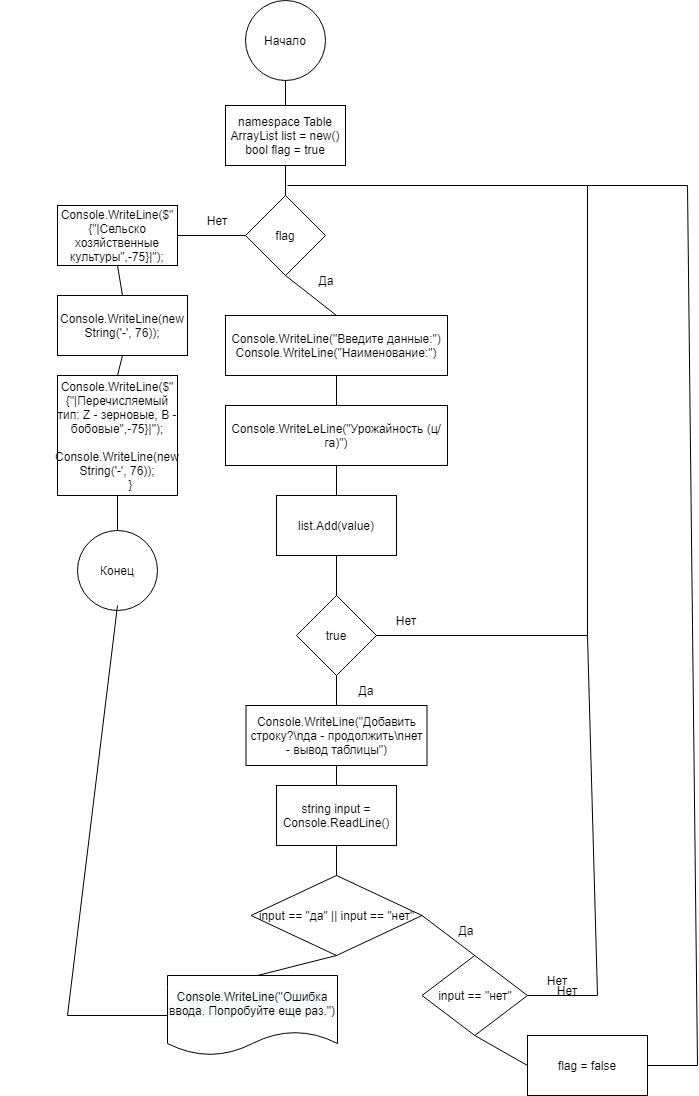 Начало
namespace Table
ArrayList list = new()
bool flag = true
Console.WriteLine($"
{"|Сельско
хозяйственные
культуры",-75}|");
Нет
flag
Да
Console.WriteLine(new
String('-', 76));
Console.WriteLine("Введите данные:")
Console.WriteLine("Наименование:")
Console.WriteLine($"
{"|Перечисляемый
тип: Z - зерновые, B -
бобовые",-75}|");
Console.WriteLine(new
String('-', 76));
}
Console.WriteLeLine("Урожайность (ц/
га)")
list.Add(value)
Конец
true
Нет
Да
Console.WriteLine("Добавить
строку?\nда - продолжить\nнет
- вывод таблицы")
string input =
Console.ReadLine()
input == "да" || input == "нет"
Да
Console.WriteLine("Ошибка
ввода. Попробуйте еще раз.")
input == "нет"
Нет
Нет
flag = false